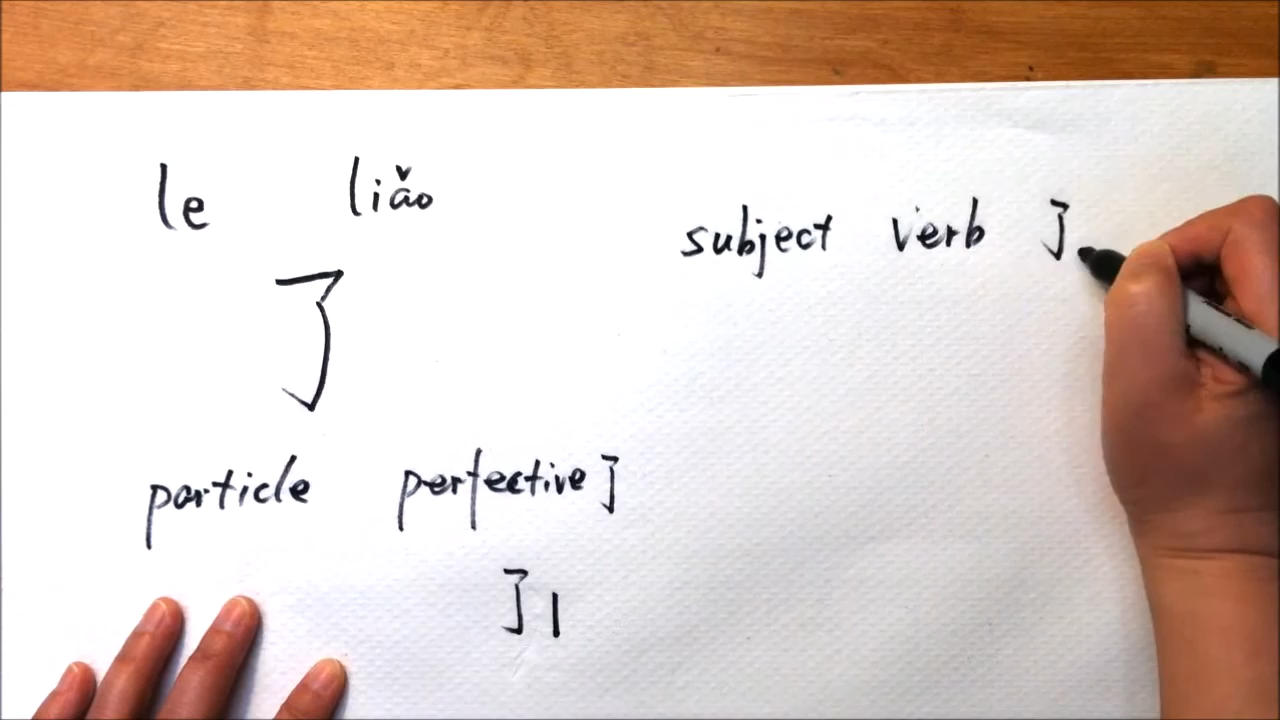 le liǎo
了
particle perfective了
了1
subject verb 了